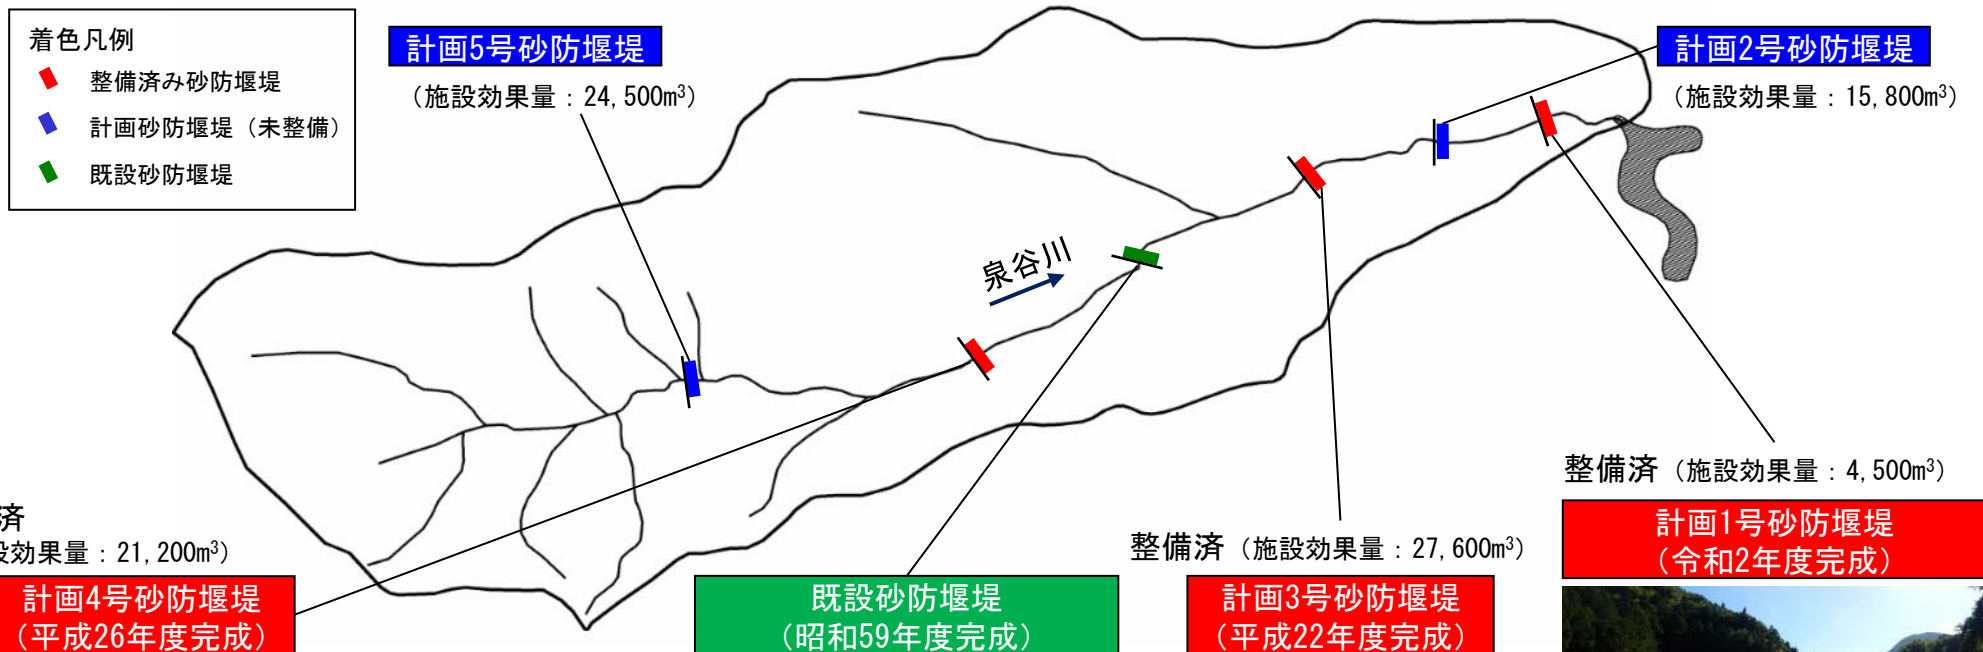 着色凡例
整備済み砂防堰堤
計画砂防堰堤（未整備）
既設砂防堰堤
計画5号砂防堰堤
（施設効果量：24,500m³）
計画2号砂防堰堤
（施設効果量：15,800m³）
泉谷川
済
設効果量：21,200m³）
計画4号砂防堰堤
（平成26年度完成）
既設砂防堰堤
（昭和59年度完成）
整備済（施設効果量：27,600m³）
計画3号砂防堰堤
（平成22年度完成）
整備済（施設効果量：4,500m³）
計画1号砂防堰堤
（令和2年度完成）